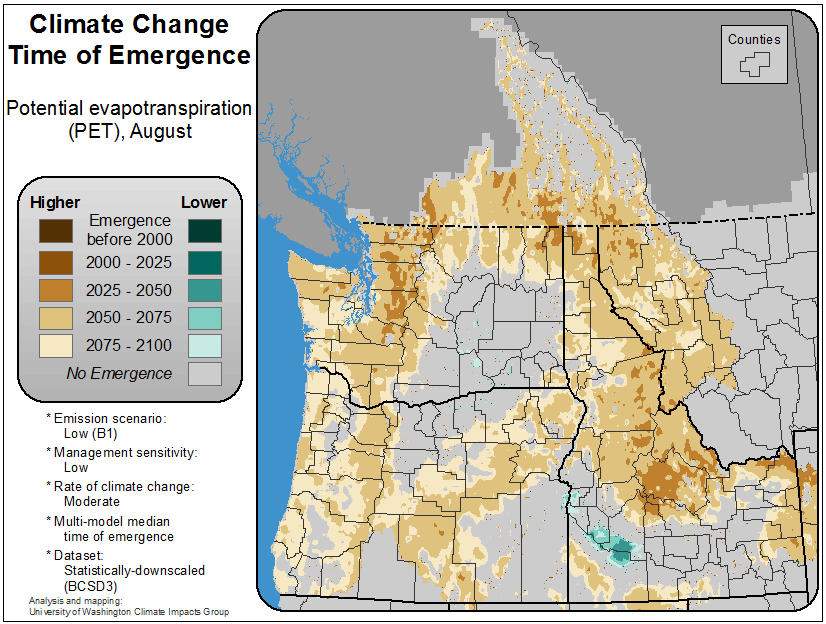 Climate Change
Time of Emergence
Potential evapotranspiration
(PET), August
Higher Lower
Emergence
before 2000
2000 - 2025
2025 - 2050
2050 - 2075
2075 - 2100
No Emergence
* Emission scenario:
Low (B1)
* Management sensitivity:
Low
* Rate of climate change:
Moderate
* Multi-model median
time of emergence
* Dataset:
Statistically-downscaled
(BCSD3)
Analysis and mapping:
University of Washington Climate Impacts Group
Counties